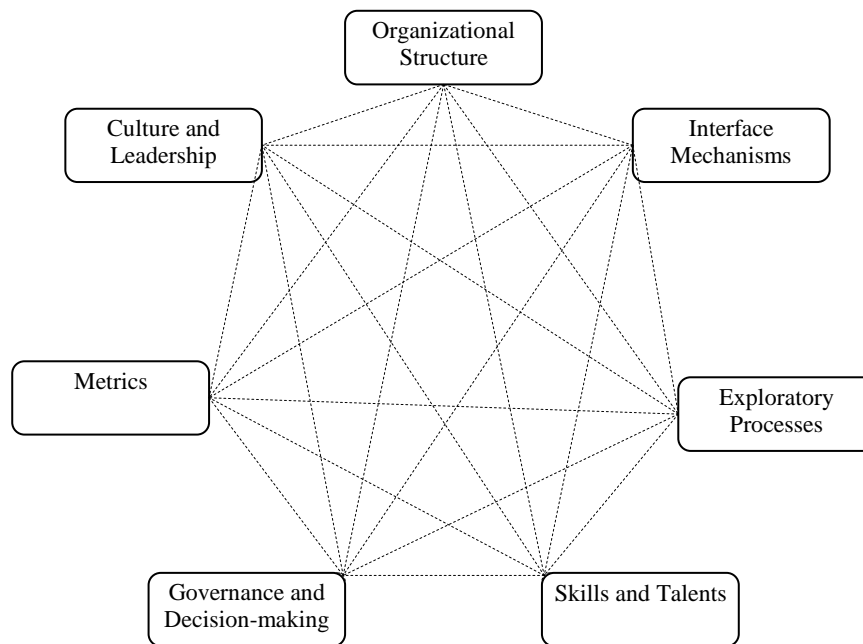 Organizational
Structure
Culture and
Leadership
Interface
Mechanisms
Metrics
Exploratory
Processes
Governance and
Decision-making
Skills and Talents